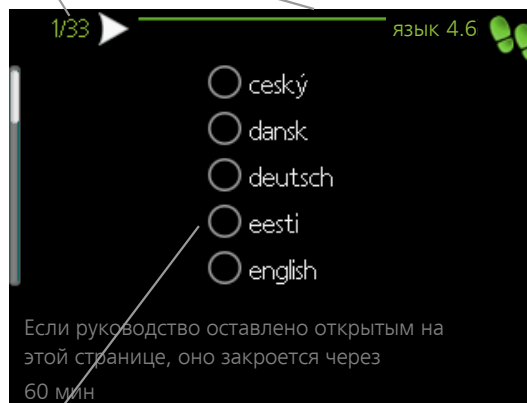 1/33
язык 4.6
ceský
dansk
deutsch
eesti
english
Если руководство оставлено открытым на
этой странице, оно закроется через
60 мин